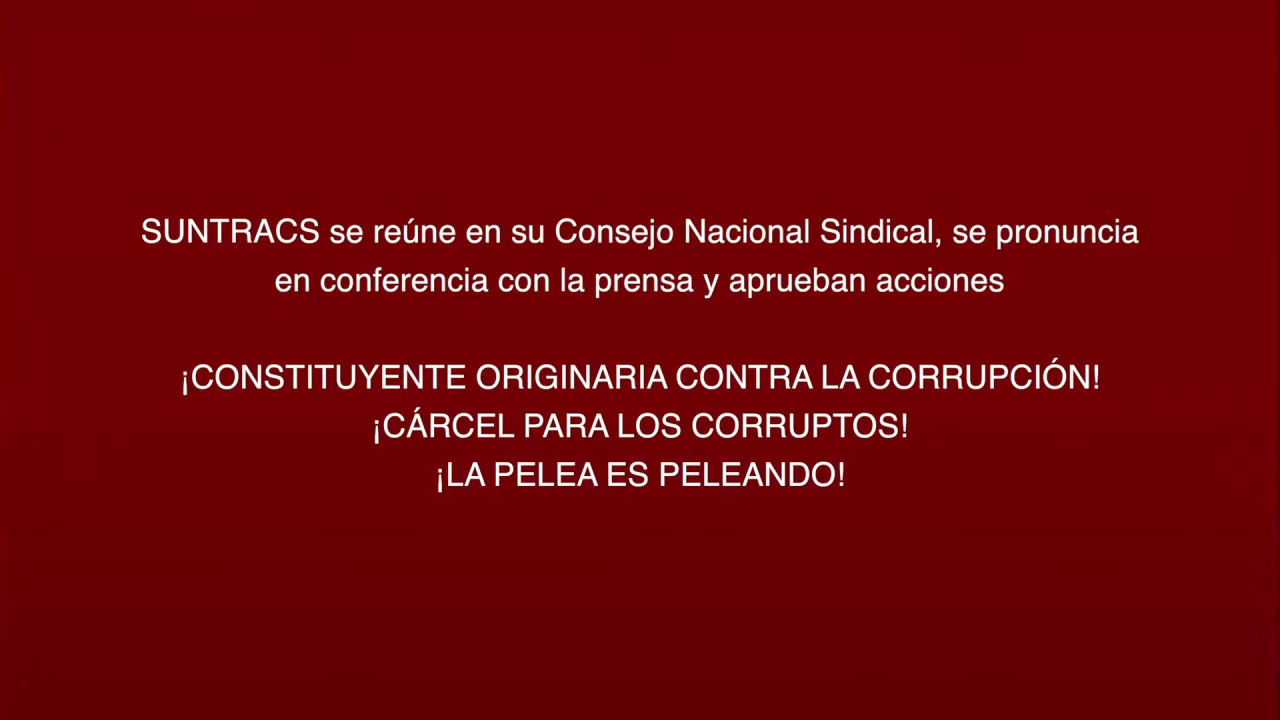 SUNTRACS se reúne en su Consejo Nacional Sindical, se pronuncia
en conferencia con la prensa y aprueban acciones
¡CONSTITUYENTE ORIGINARIA CONTRA LA CORRUPCIÓN!
¡CÁRCEL PARA LOS CORRUPTOS!
¡LA PELEA ES PELEANDO!